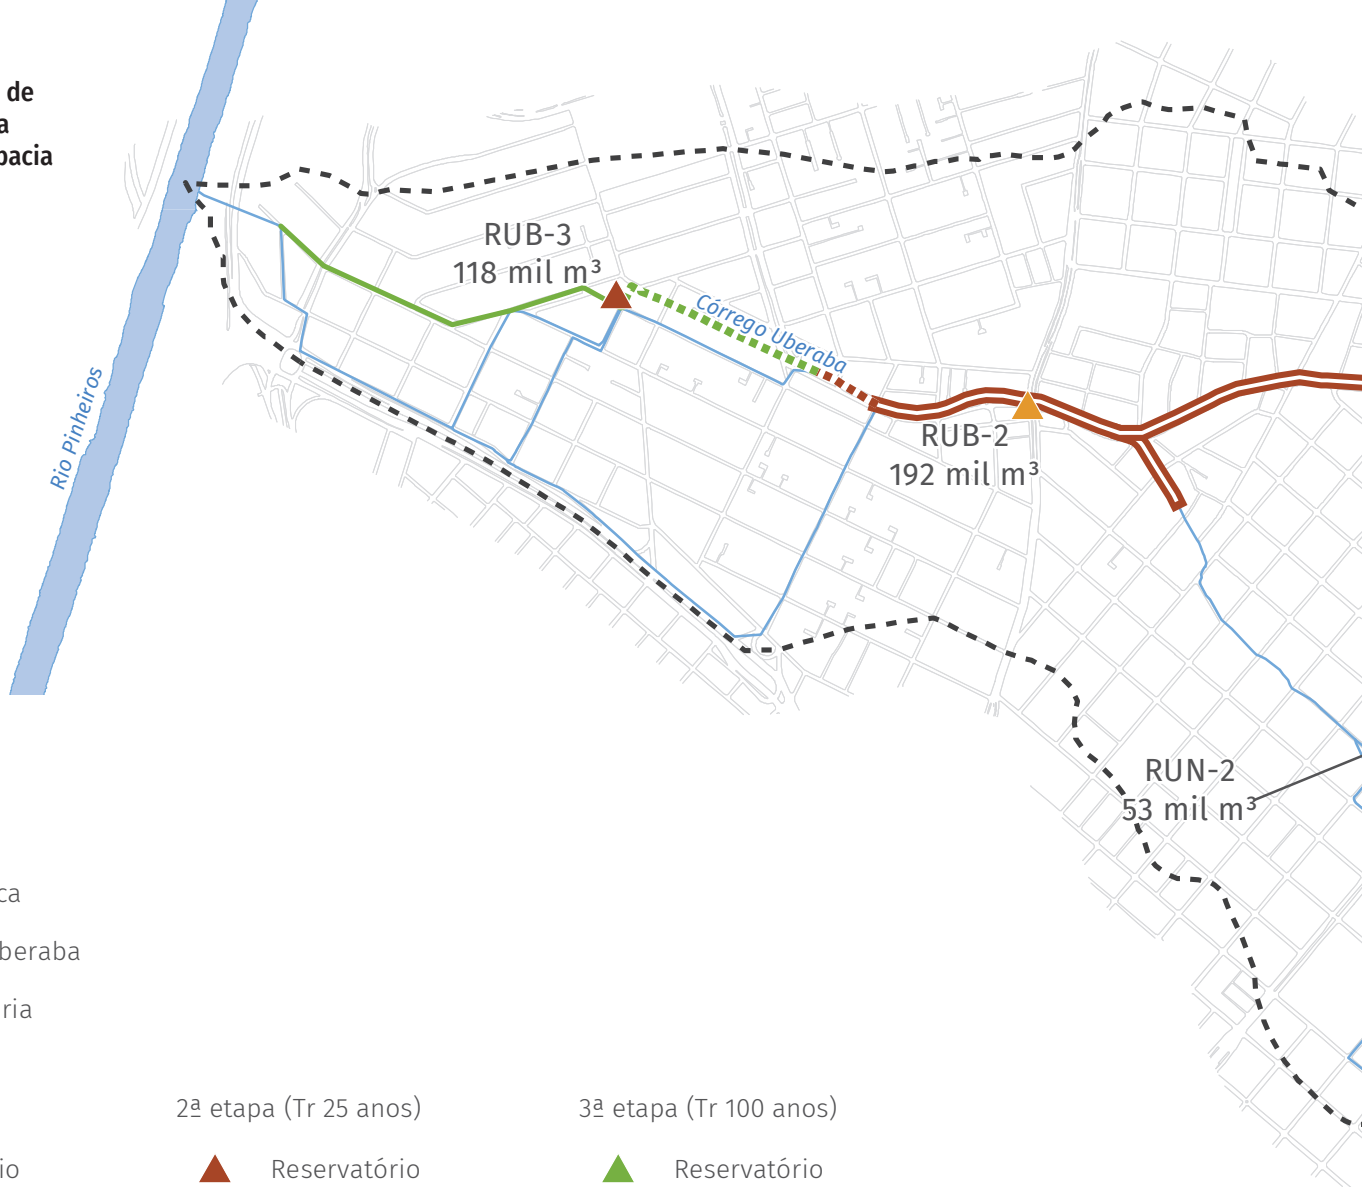 de
a
bacia
RUB-3
118 mil m³
Córrego Uberaba
Rio Pinheiros
RUB-2
192 mil m³
RUN-2
53 mil m³
ca
beraba
ria
2ª etapa (Tr 25 anos)
3ª etapa (Tr 100 anos)
io
Reservatório
Reservatório